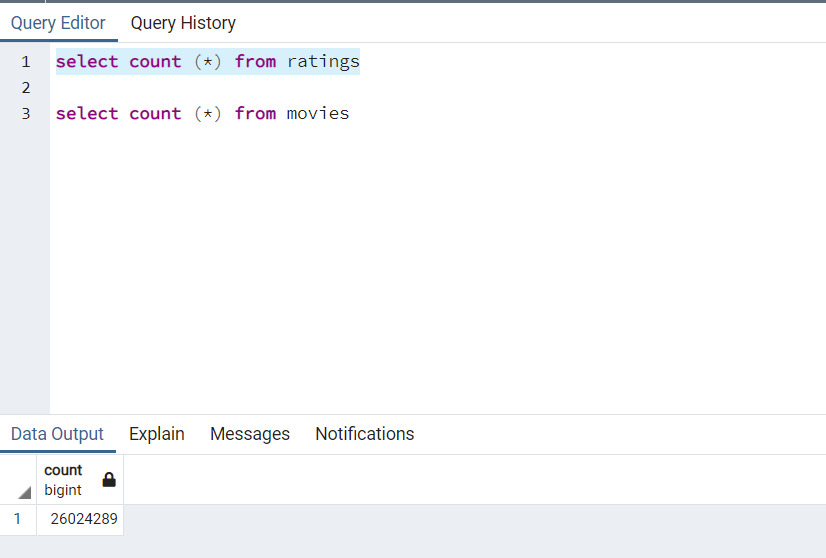 Query Editor Query History
1 select count (*) from ratings
2
3 select count (*) from movies
Data Output Explain Messages Notifications
count
bigint
1 26024289